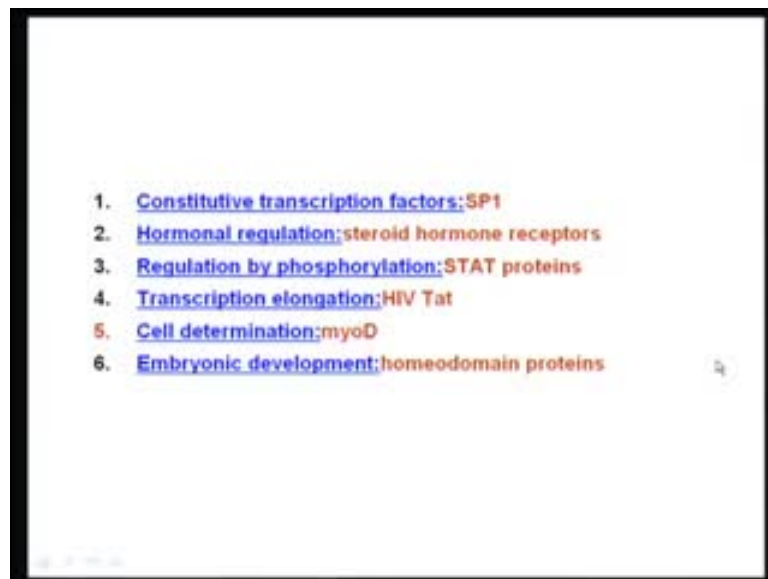 1. Constitutive transcription factors:SP1
2. Hormonal regulation:steroid hormone receptors
3. Regulation by phosphorylation:STAT proteins
4. Transcription elongation:HIV Tat
5. Cell determination:myoD
6. Embryonic development:homeodomain proteins